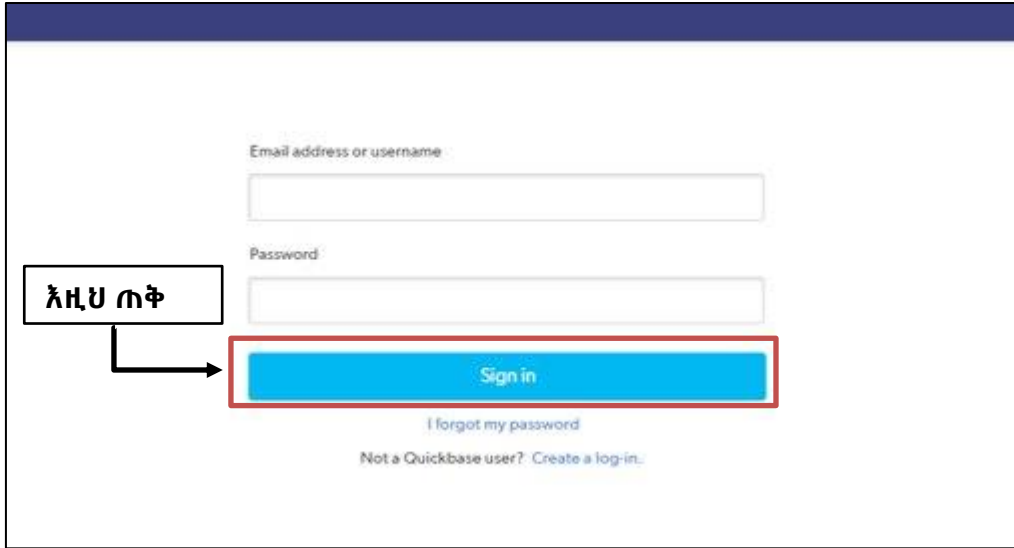 Email address or username
Password
እዚህ ጠቅ
Sign in
I forgot my password
Not a Quickbase user? Create a log-in.